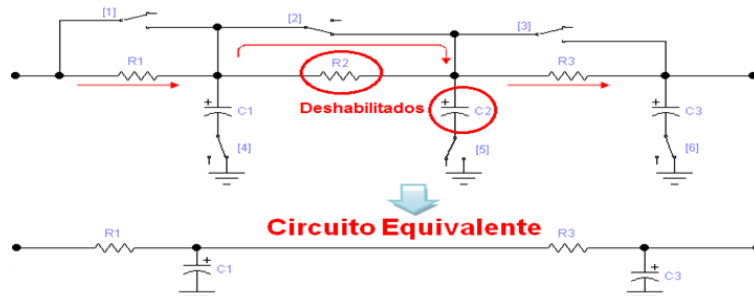 [1]
[2]
[3]
R1
R2
R3
Deshabilitados
+
C1
+
C2
+
C3
[4]
[5]
[6]
Circuito Equivalente
R1
R3
+
C1
+
C3